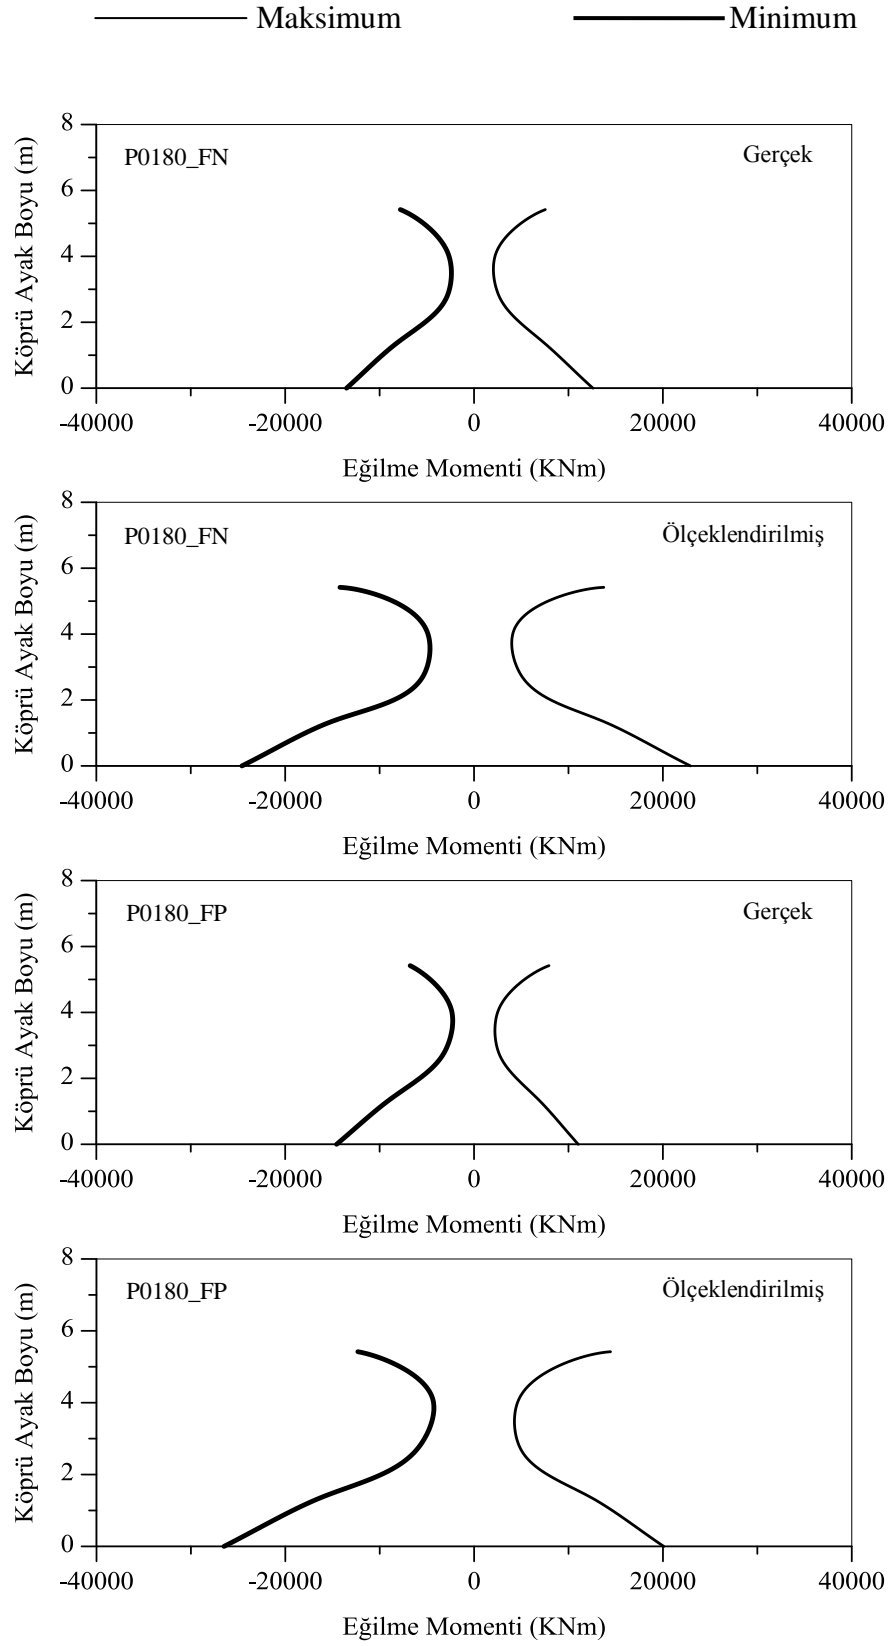 Maksimum Minimum
8
P0180_FN Gerçek
6
4
2
0
Köprü Ayak Boyu (m)
-40000 -20000 0 20000 40000
Eğilme Momenti (KNm)
8
P0180_FN Ölçeklendirilmiş
6
4
2
0
Köprü Ayak Boyu (m)
-40000 -20000 0 20000 40000
Eğilme Momenti (KNm)
8
P0180_FP Gerçek
6
4
2
0
Köprü Ayak Boyu (m)
-40000 -20000 0 20000 40000
Eğilme Momenti (KNm)
8
P0180_FP Ölçeklendirilmiş
6
4
2
0
Köprü Ayak Boyu (m)
-40000 -20000 0 20000 40000
Eğilme Momenti (KNm)